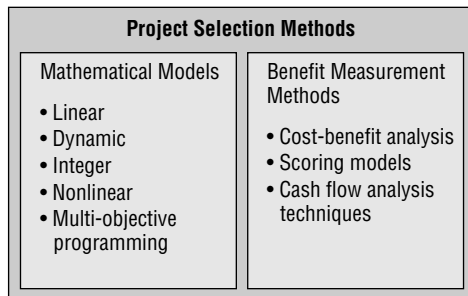 Project Selection Methods
Mathematical Models
• Linear
• Dynamic
• Integer
• Nonlinear
• Multi-objective
programming
Benefit Measurement
Methods
• Cost-benefit analysis
• Scoring models
• Cash flow analysis
techniques